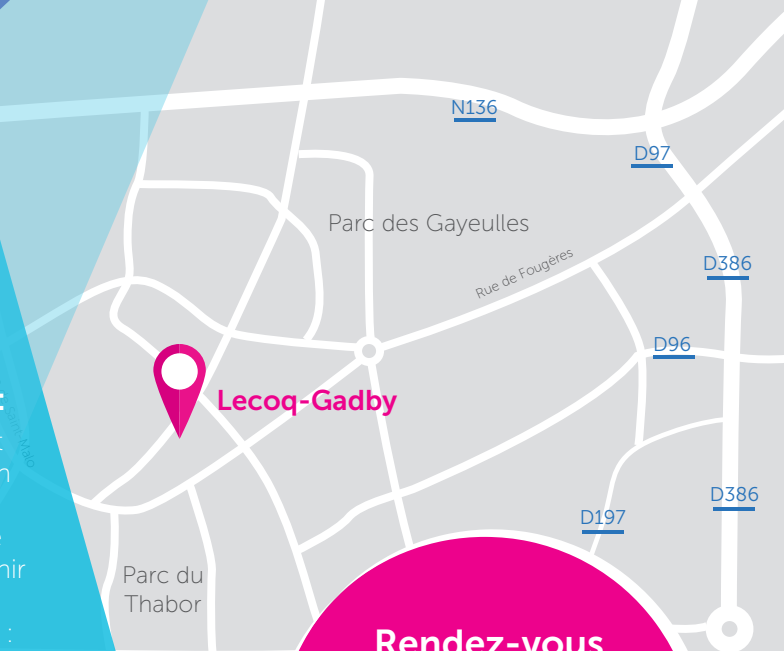 N136
D97
Parc des Gayeulles
Rue de Fougères
D386
D96
Lecoq-Gadby
D386
D197
Parc du
Thabor
nir
:
Rendez-vous